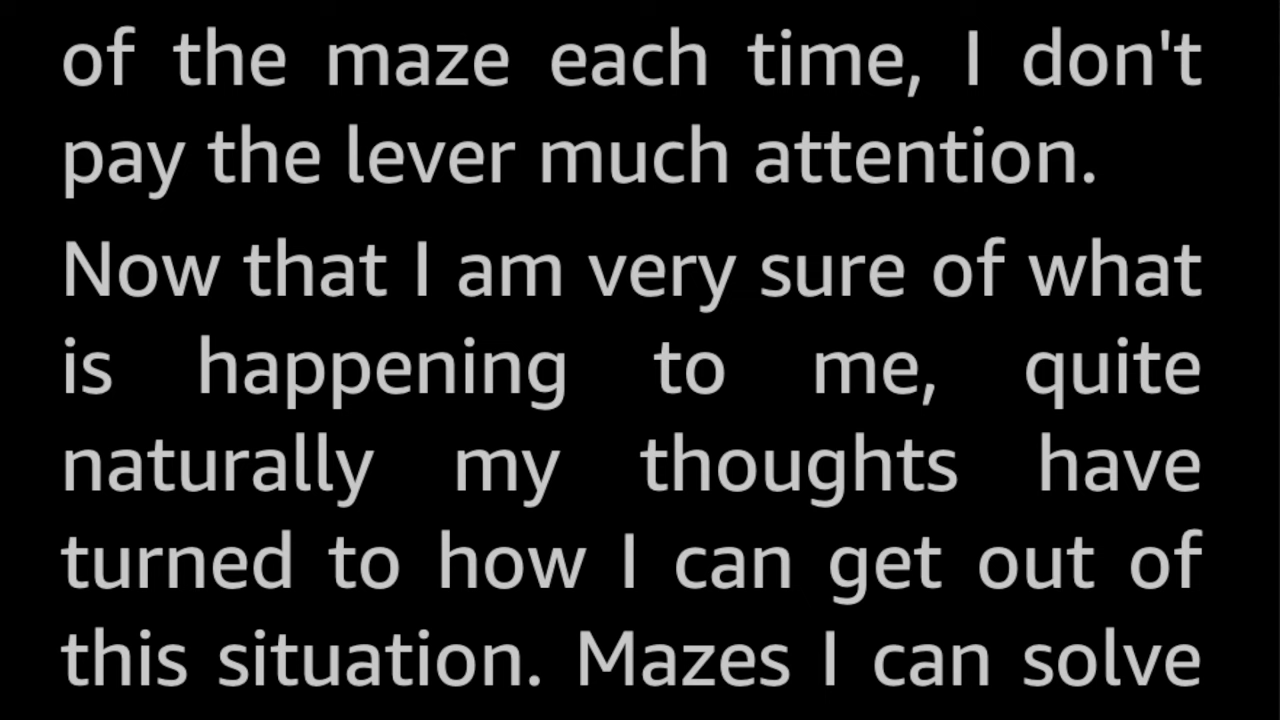 of the maze each time, I don't
pay the lever much attention.
Now that I am very sure of what
is happening to me, quite
naturally my thoughts have
turned to how I can get out of
this situation. Mazes I can solve